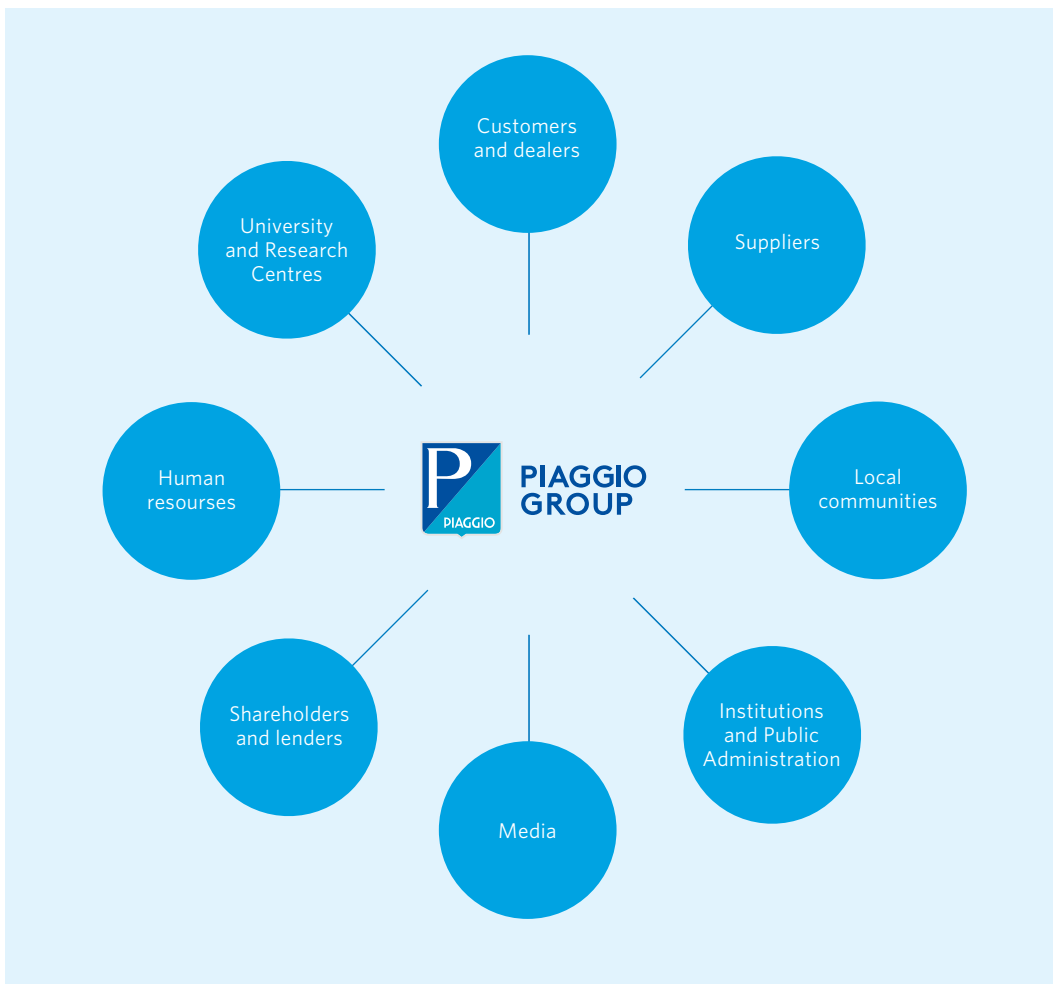 Customers
and dealers
Suppliers
Local
communities
Institutions
and Public
Administration
Media
Shareholders
and lenders
Human
resourses
University
and Research
Centres
P
PIAGGIO
PIAGGIO
GROUP